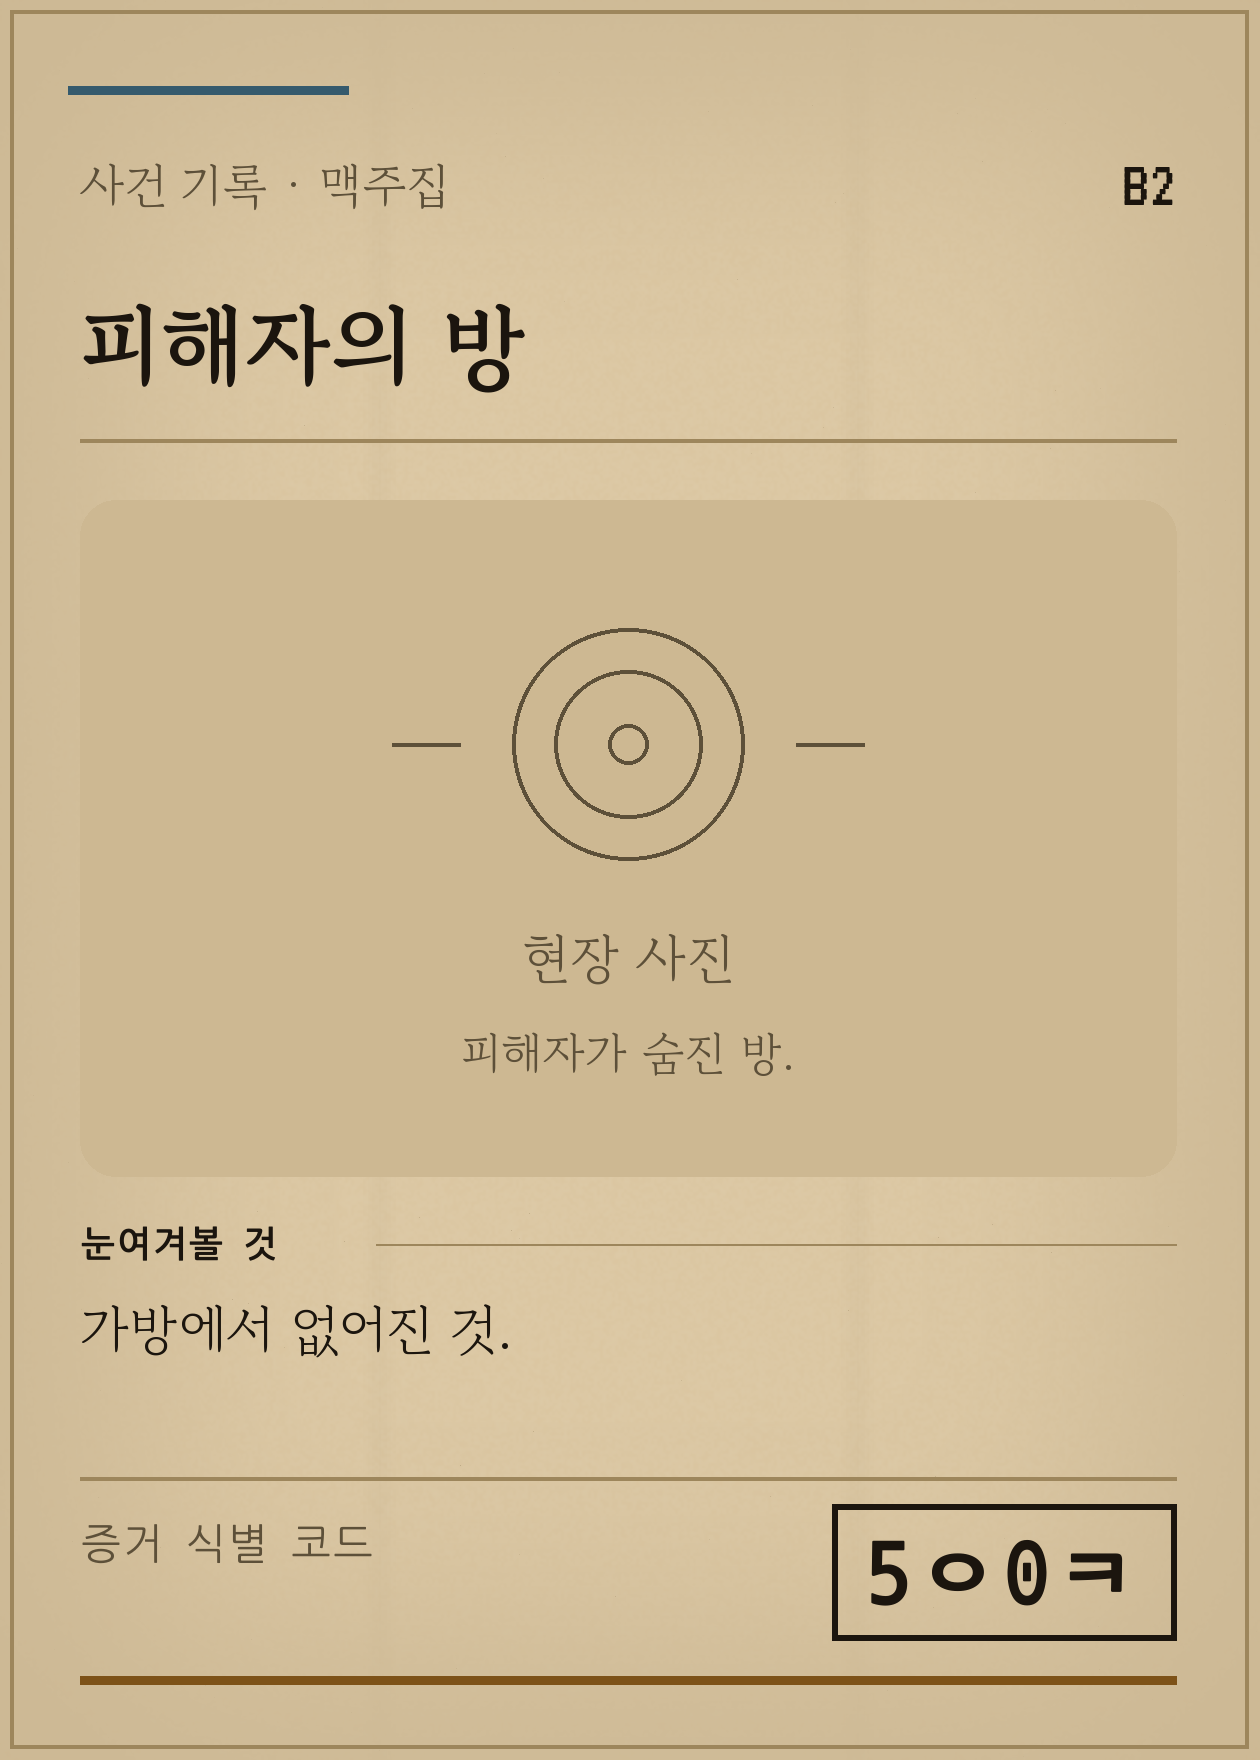 사건 기록 · 맥주집
B2
피해자의 방
현장 사진
피해자가 숨진 방.
눈여겨볼 것
가방에서 없어진 것.
증거 식별 코드
5ㅇ0ㅋ